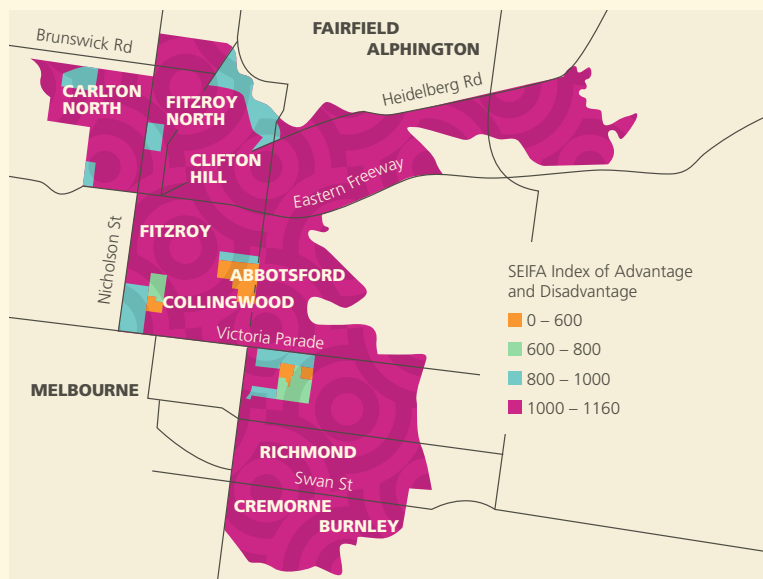 FAIRFIELD
ALPHINGTON
Brunswick Rd
Heidelberg Rd
CARLTON
NORTH
FITZROY
NORTH
CLIFTON
HILL
Eastern Freeway
Nicholson St
FITZROY
ABBOTSFORD
COLLINGWOOD
SEIFA Index of Advantage
and Disadvantage
0 – 600
600 – 800
800 – 1000
1000 – 1160
Victoria Parade
MELBOURNE
RICHMOND
Swan St
CREMORNE
BURNLEY